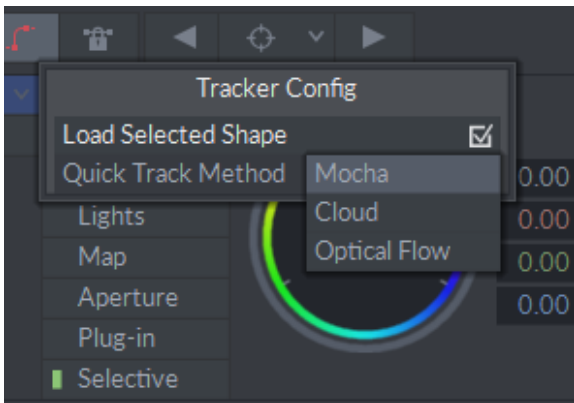 Tracker Config
Load Selected Shape
Quick Track Method Mocha
Cloud
Optical Flow
0.00
0.00
0.00
0.00
Lights
Map
Aperture
Plug-in
Selective